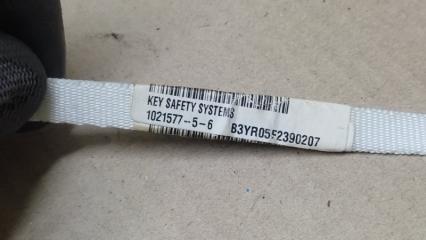 KEY SAFETY SYSTEMS
1021577-5-6 B3YR0552390207